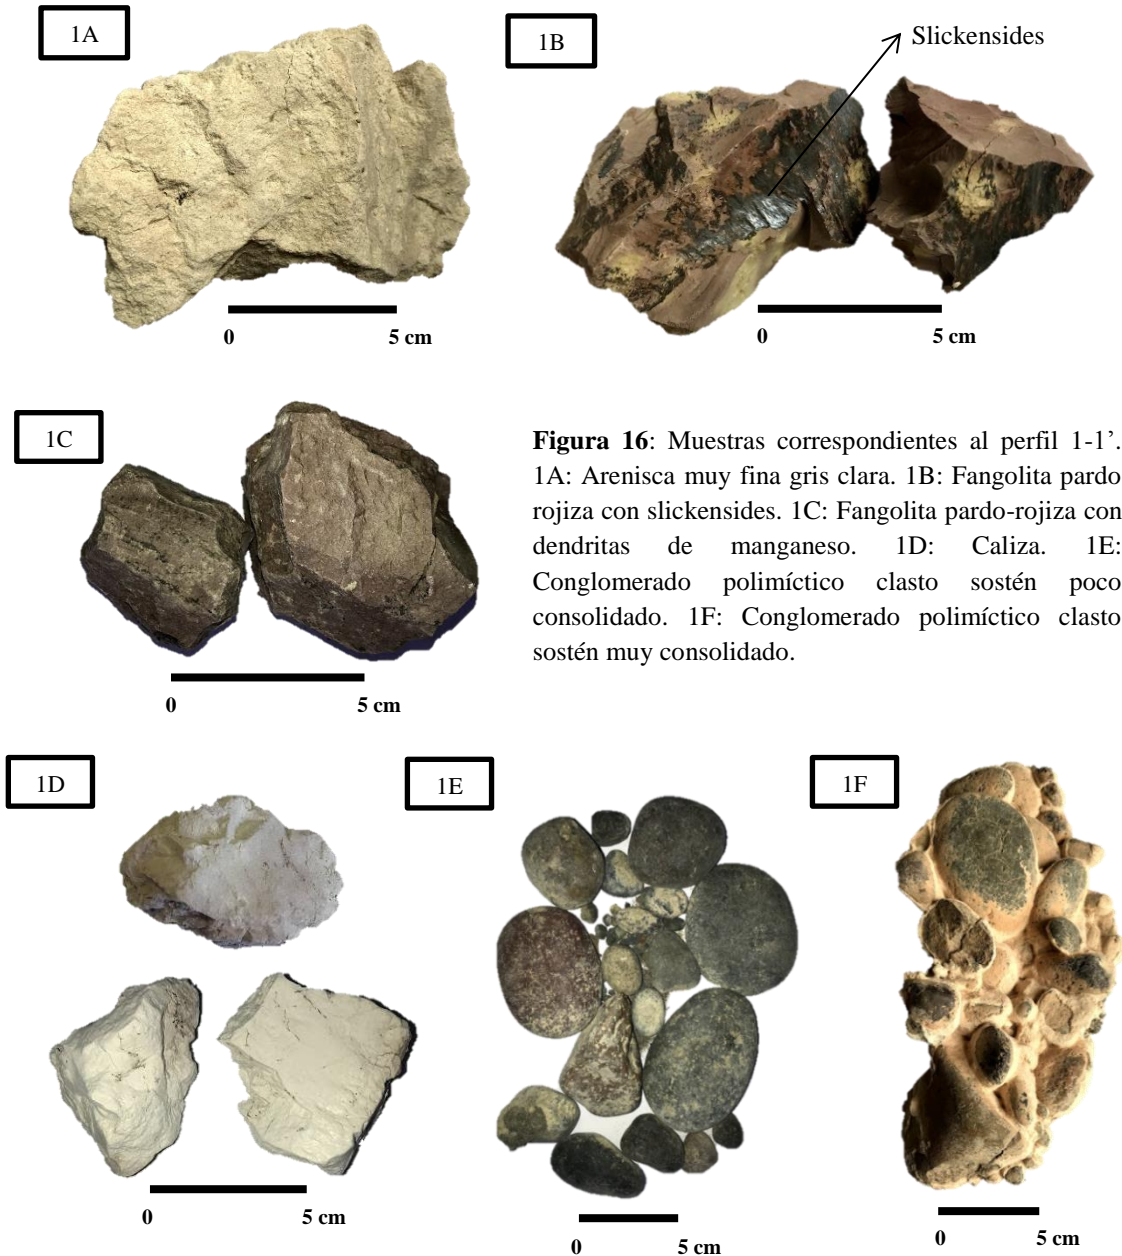 1A
1B
Slickensides
0 5 cm
0 5 cm
1C
Figura 16: Muestras correspondientes al perfil 1-1’.
1A: Arenisca muy fina gris clara. 1B: Fangolita pardo
rojiza con slickensides. 1C: Fangolita pardo-rojiza con
dendritas de manganeso. 1D: Caliza. 1E:
Conglomerado polimíctico clasto sostén poco
consolidado. 1F: Conglomerado polimíctico clasto
sostén muy consolidado.
0 5 cm
1D
1E
1F
0 5 cm
0 5 cm
0 5 cm